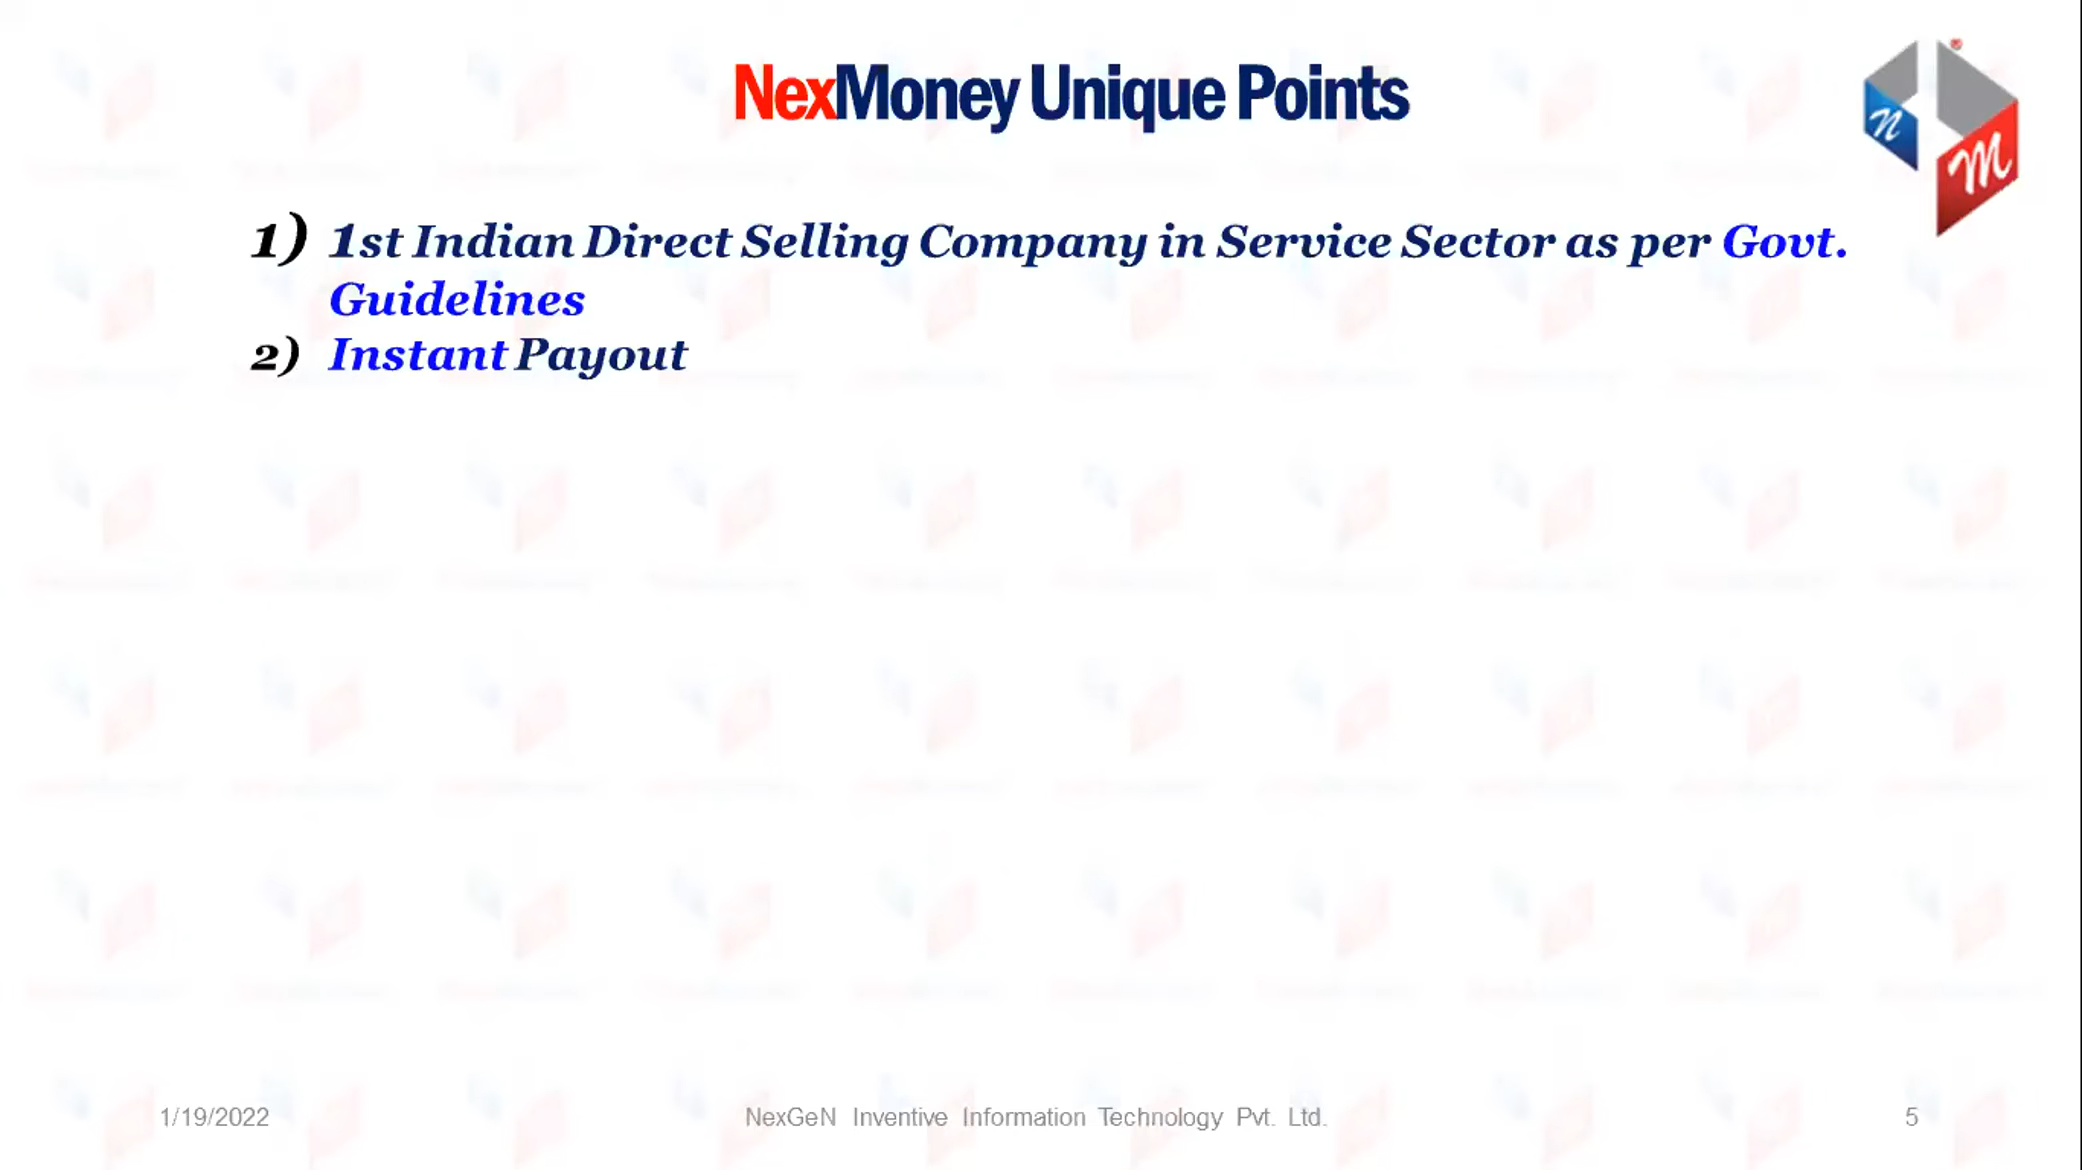 NexMoney Unique Points
®
n
M
1) 1st Indian Direct Selling Company in Service Sector as per Govt.
Guidelines
2) Instant Payout
1/19/2022 NexGeN Inventive Information Technology Pvt. Ltd. 5